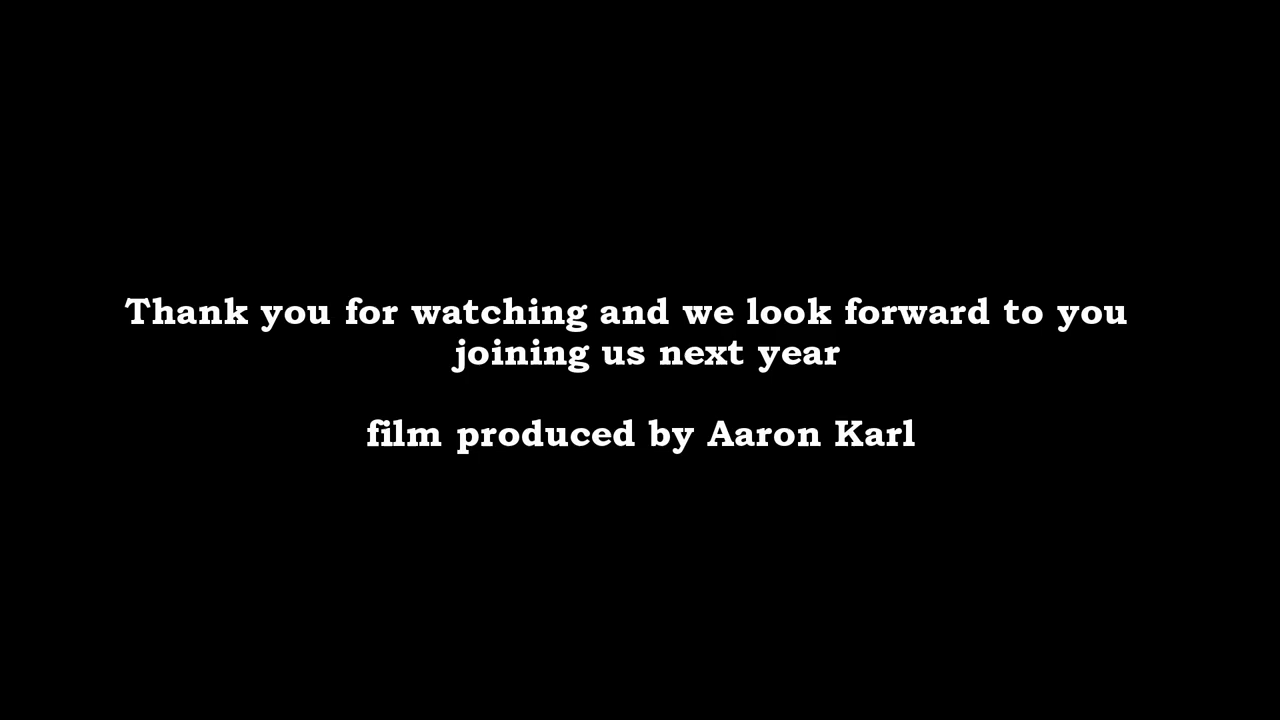 Thank you for watching and we look forward to you
joining us next year
film produced by Aaron Karl